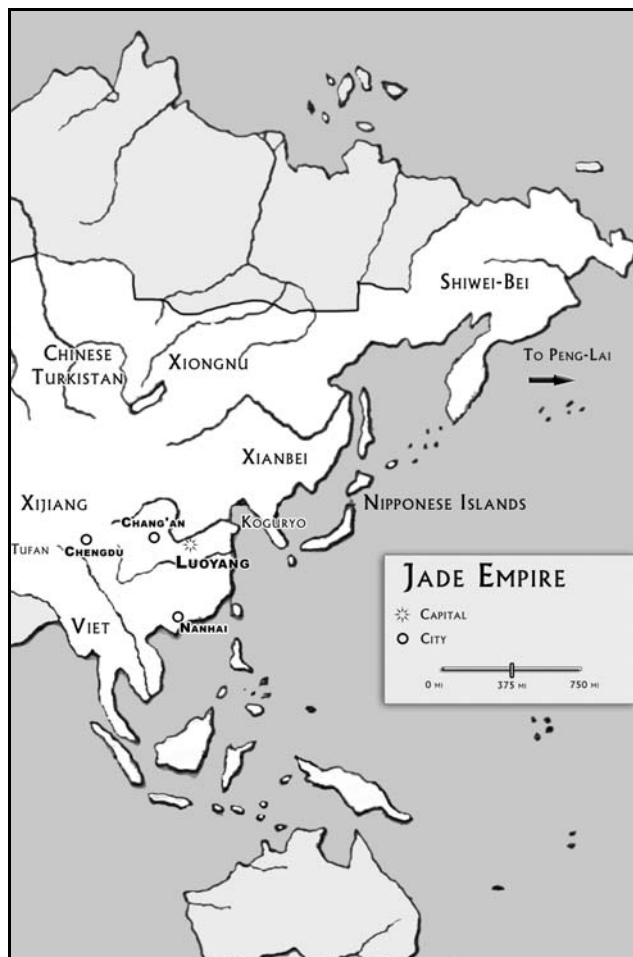 Shiwei-Bei
Chinese
Turkistan
Xiongnu
To Peng-Lai
Xianbei
Xijiang
Nipponese Islands
Chang'an
Koguryo
Tufan
Chengdu
Luoyang
Jade Empire
Capital
City
Viet
Nanhai
0 mi
375 mi
750 mi